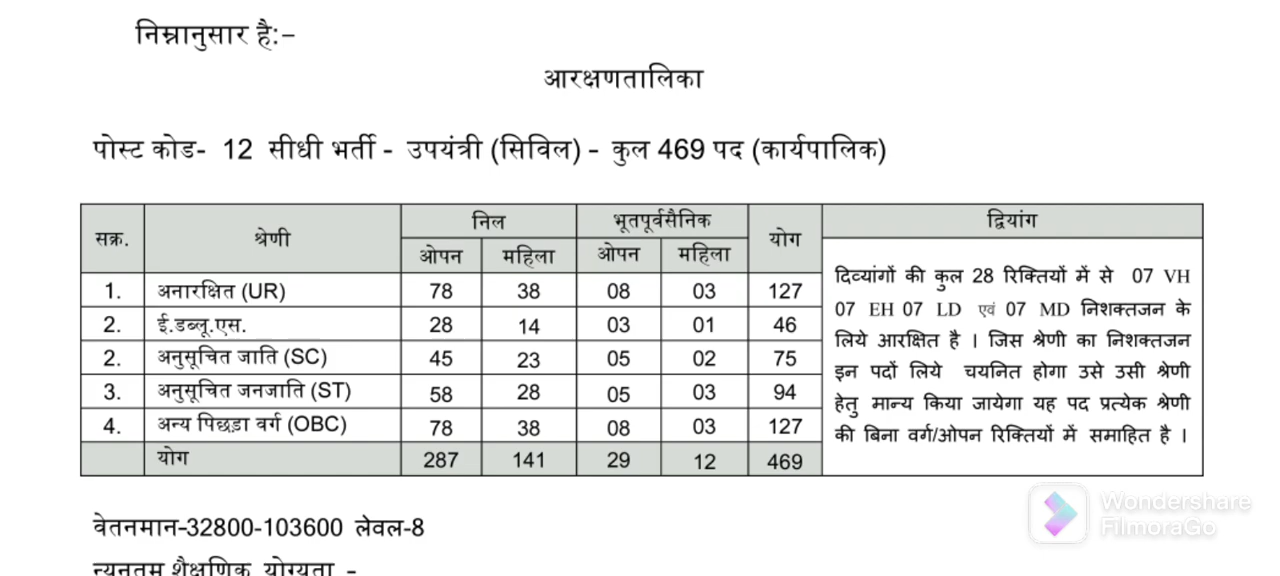 निम्नानुसार है:–
आरक्षणतालिका
पोस्ट कोड- 12 सीधी भर्ती - उपयंत्री (सिविल) – कुल 469 पद (कार्यपालिक)
सक्र. श्रेणी निल भूतपूर्वसैनिक योग द्वियांग
ओपन महिला ओपन महिला
1. अनारक्षित (UR) 78 38 08 03 127
2. ई.डब्लू.एस. 28 14 03 01 46
2. अनुसूचित जाति (SC) 45 23 05 02 75
3. अनुसूचित जनजाति (ST) 58 28 05 03 94
4. अन्य पिछड़ा वर्ग (OBC) 78 38 08 03 127
योग 287 141 29 12 469
दिव्यांगों की कुल 28 रिक्तियों में से 07 VH
07 EH 07 LD एवं 07 MD निशक्तजन के
लिये आरक्षित है । जिस श्रेणी का निशक्तजन
इन पदों लिये चयनित होगा उसे उसी श्रेणी
हेतु मान्य किया जायेगा यह पद प्रत्येक श्रेणी
की बिना वर्ग/ओपन रिक्तियों में समाहित है ।
वेतनमान-32800-103600 लेवल-8
न्यूनतम शैक्षणिक योग्यता -
Wondershare
FilmoraGo